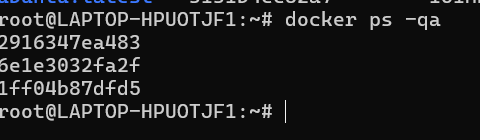 root@LAPTOP-HPUOTJF1:~# docker ps -qa
2916347ea483
6e1e3032fa2f
1ff04b87dfd5
root@LAPTOP-HPUOTJF1:~#